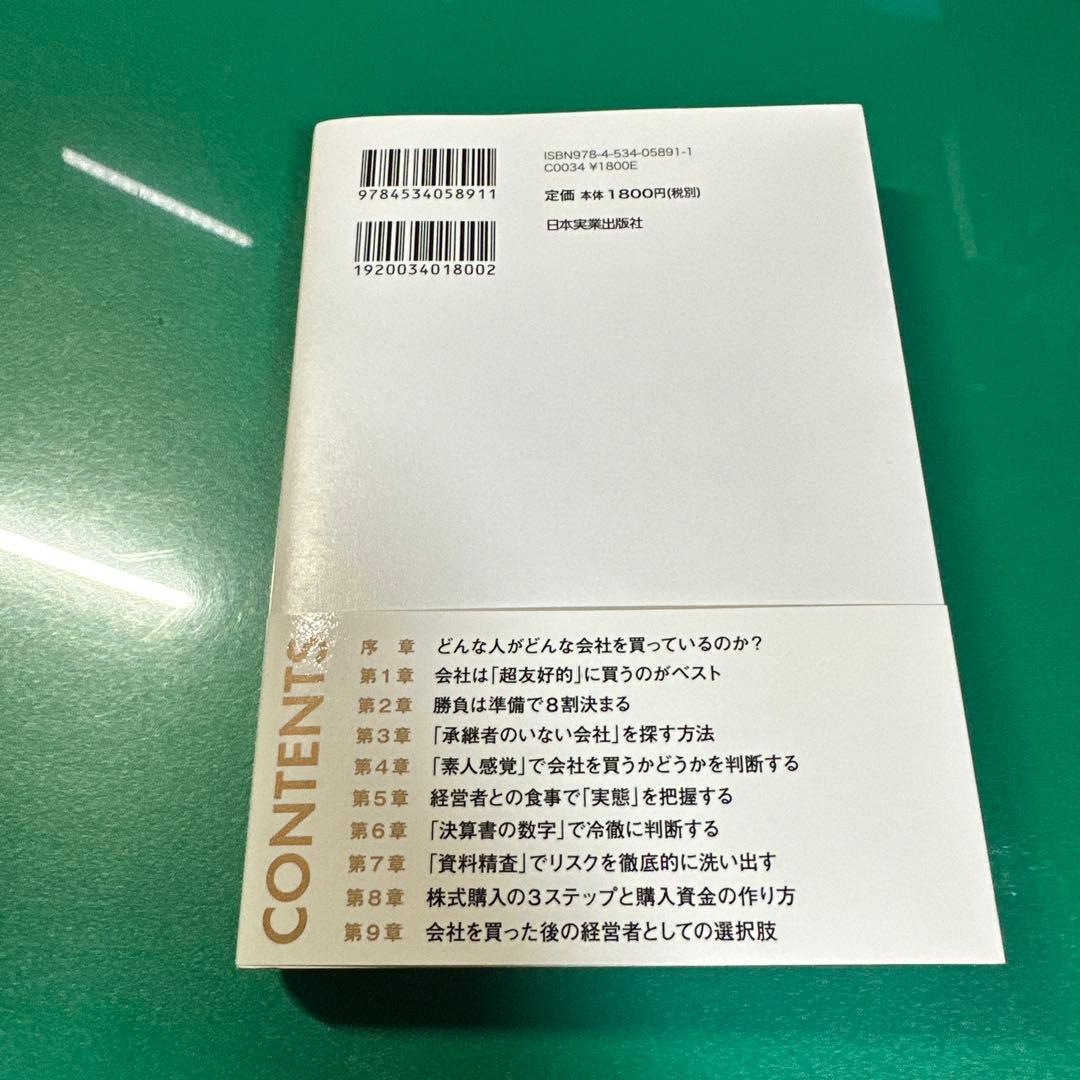 ISBN978-4-534-05891-1
C0034 ¥1800E
9784534058911
定価 本体1800円(税別)
日本実業出版社
1920034018002
CONTENTS
序 章 どんな人がどんな会社を買っているのか?
第1章 会社は「超友好的」に買うのがベスト
第2章 勝負は準備で8割決まる
第3章 「承継者のいない会社」を探す方法
第4章 「素人感覚」で会社を買うかどうかを判断する
第5章 経営者との食事で「実態」を把握する
第6章 「決算書の数字」で冷徹に判断する
第7章 「資料精査」でリスクを徹底的に洗い出す
第8章 株式購入の3ステップと購入資金の作り方
第9章 会社を買った後の経営者としての選択肢